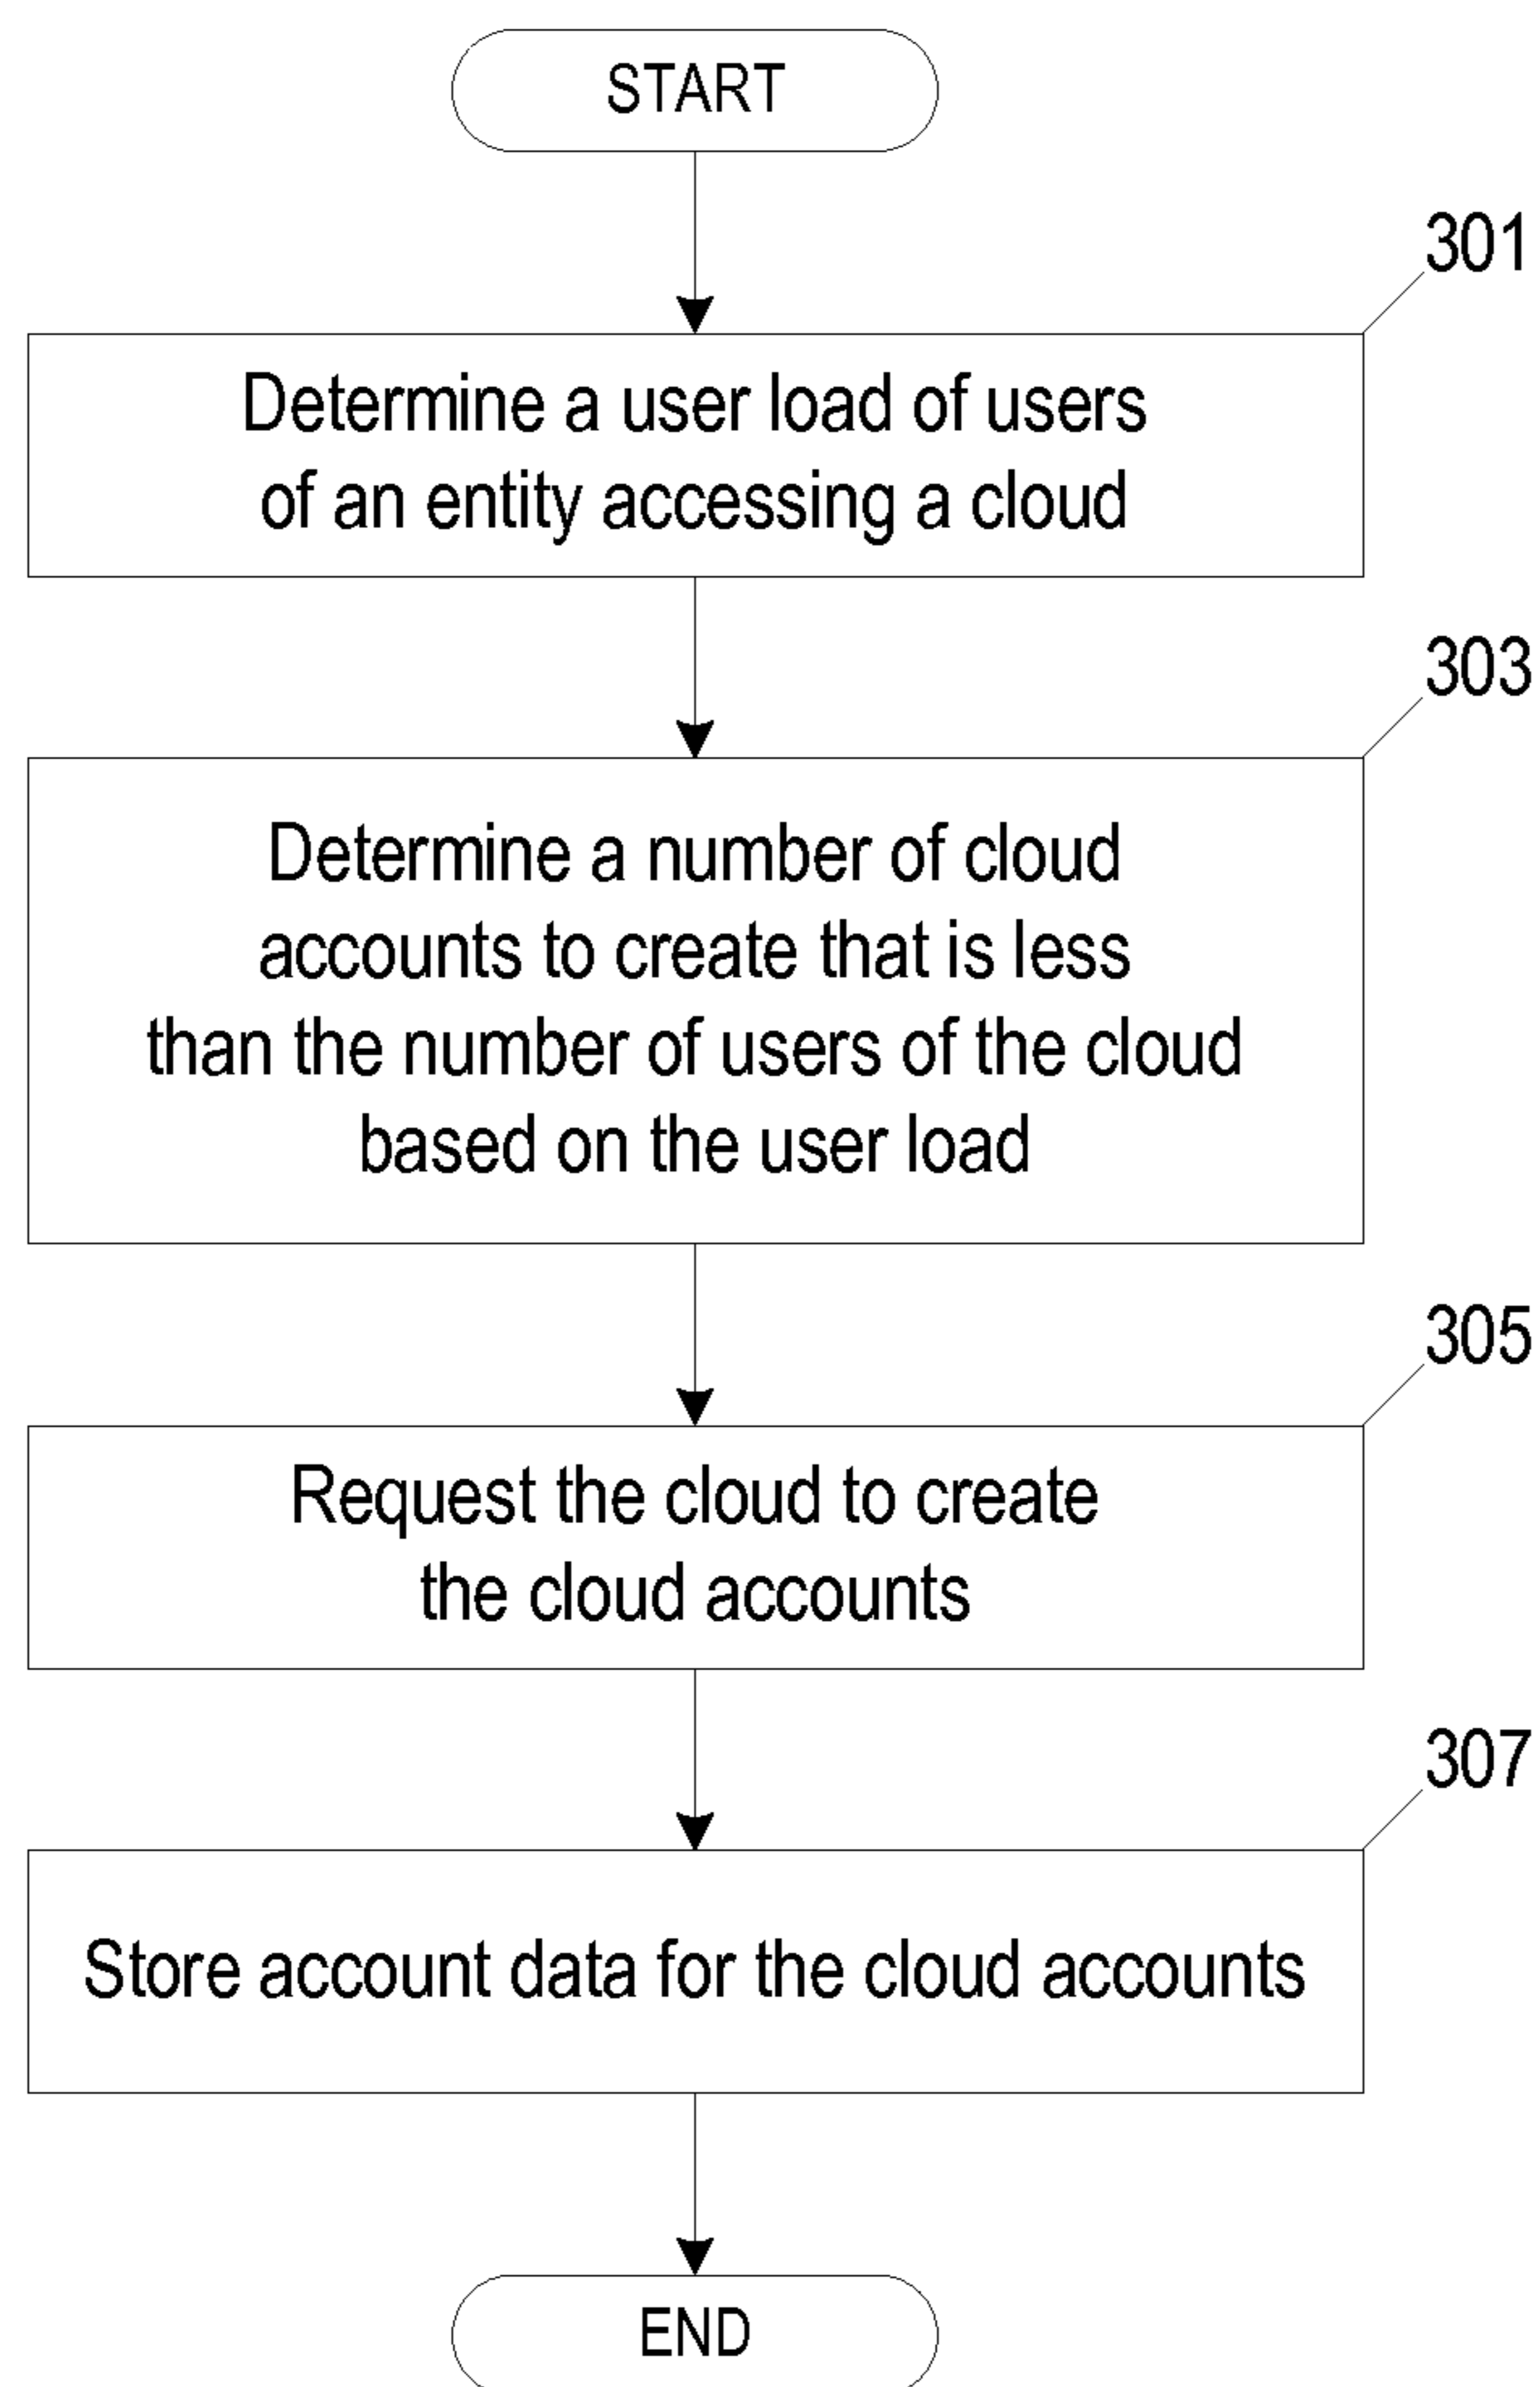 START
301
Determine a user load of users
of an entity accessing a cloud
303
Determine a number of cloud
accounts to create that is less
than the number of users of the cloud
based on the user load
305
Request the cloud to create
the cloud accounts
307
Store account data for the cloud accounts
END